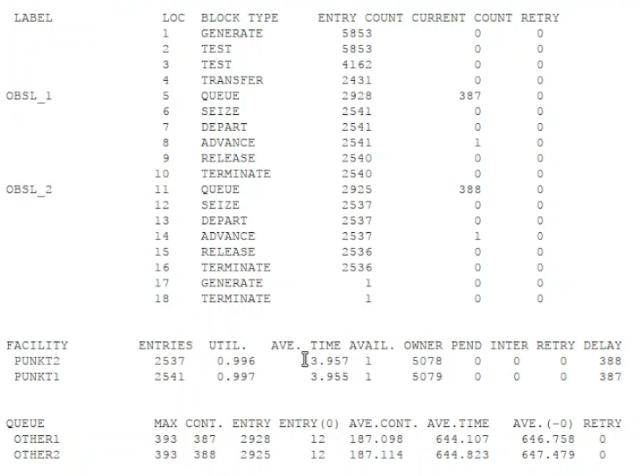 LABEL LOC BLOCK TYPE ENTRY COUNT CURRENT COUNT RETRY
1 GENERATE 5853 0 0
2 TEST 5853 0 0
3 TEST 4162 0 0
4 TRANSFER 2431 0 0
OBSL_1 5 QUEUE 2928 387 0
6 SEIZE 2541 0 0
7 DEPART 2541 0 0
8 ADVANCE 2541 1 0
9 RELEASE 2540 0 0
10 TERMINATE 2540 0 0
OBSL_2 11 QUEUE 2925 388 0
12 SEIZE 2537 0 0
13 DEPART 2537 0 0
14 ADVANCE 2537 1 0
15 RELEASE 2536 0 0
16 TERMINATE 2536 0 0
17 GENERATE 1 0 0
18 TERMINATE 1 0 0
FACILITY ENTRIES UTIL. AVE. TIME AVAIL. OWNER PEND INTER RETRY DELAY
PUNKT2 2537 0.996 3.957 1 5078 0 0 0 388
PUNKT1 2541 0.997 3.955 1 5079 0 0 0 387
QUEUE MAX CONT. ENTRY ENTRY(0) AVE.CONT. AVE.TIME AVE.(-0) RETRY
OTHER1 393 387 2928 12 187.098 644.107 646.758 0
OTHER2 393 388 2925 12 187.114 644.823 647.479 0